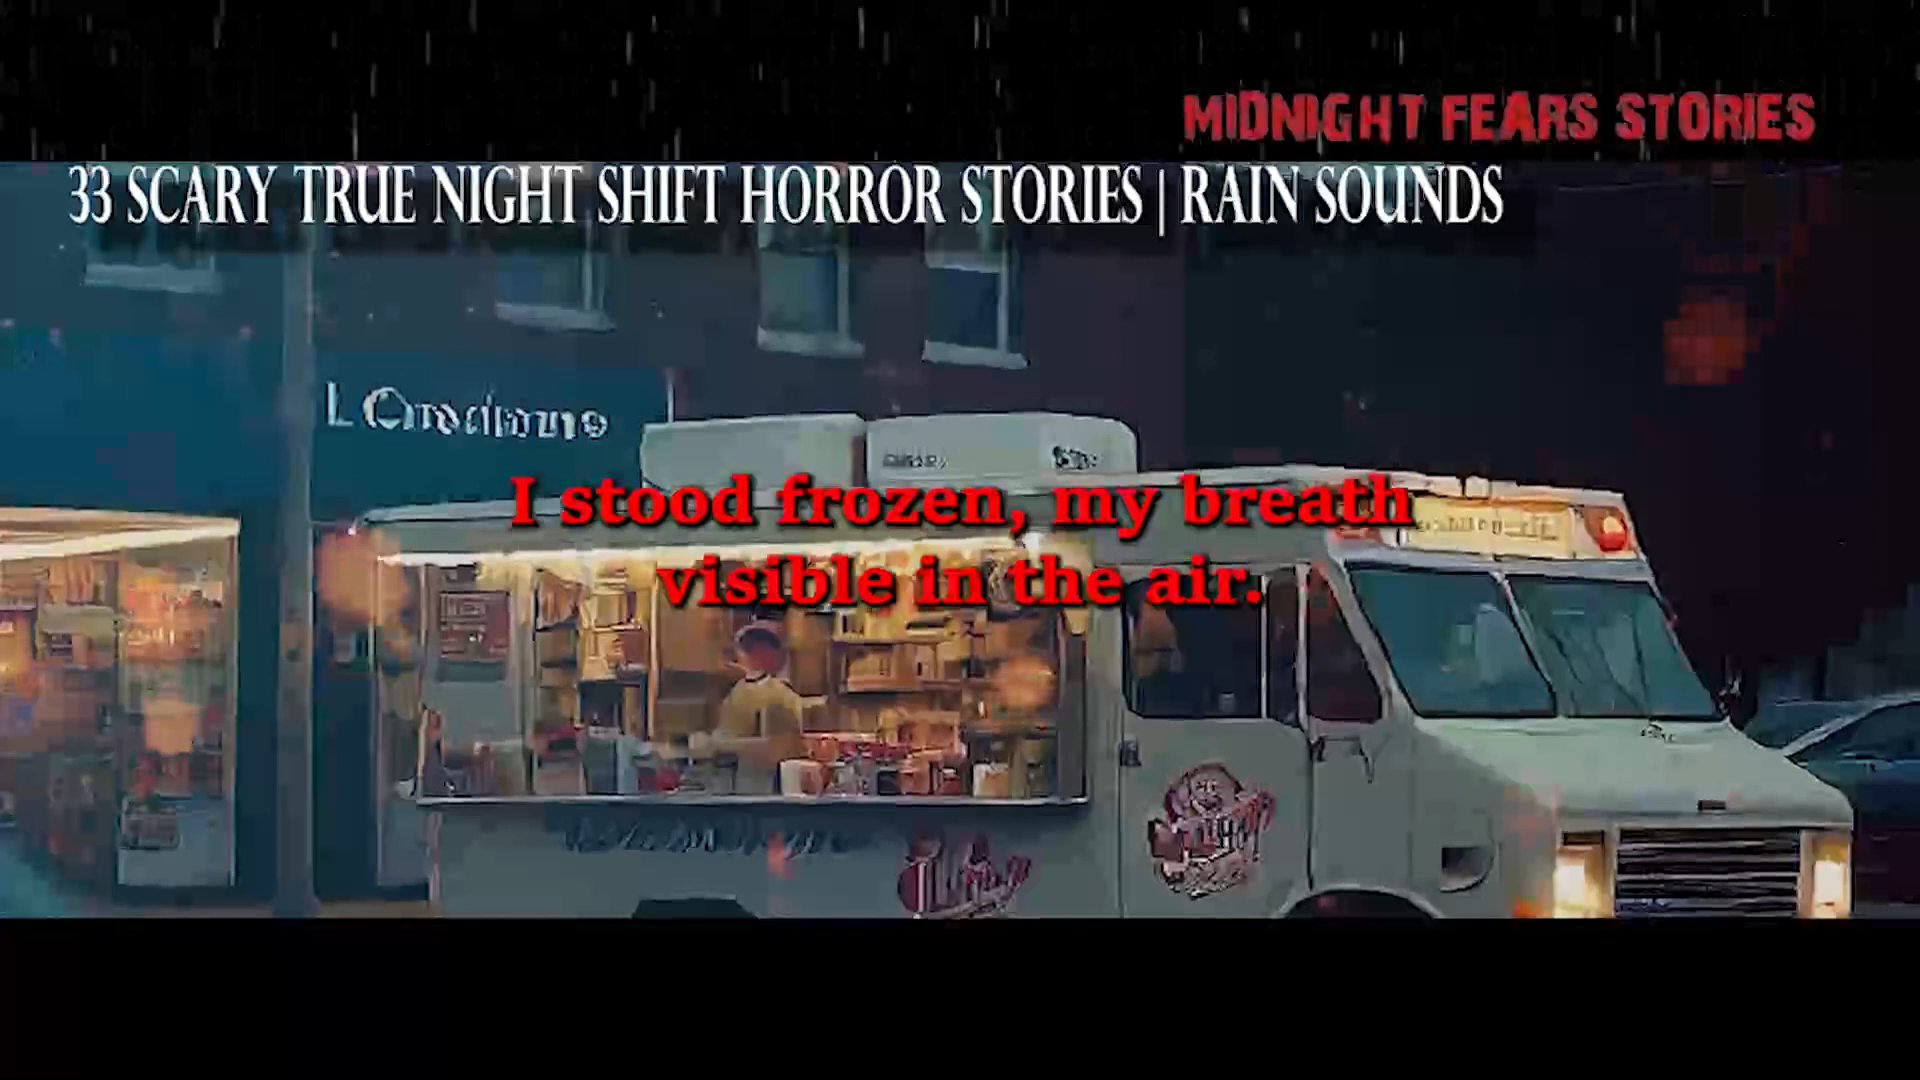 MIDNIGHT FEARS STORIES
33 SCARY TRUE NIGHT SHIFT HORROR STORIES | RAIN SOUNDS
I stood frozen, my breath
visible in the air.